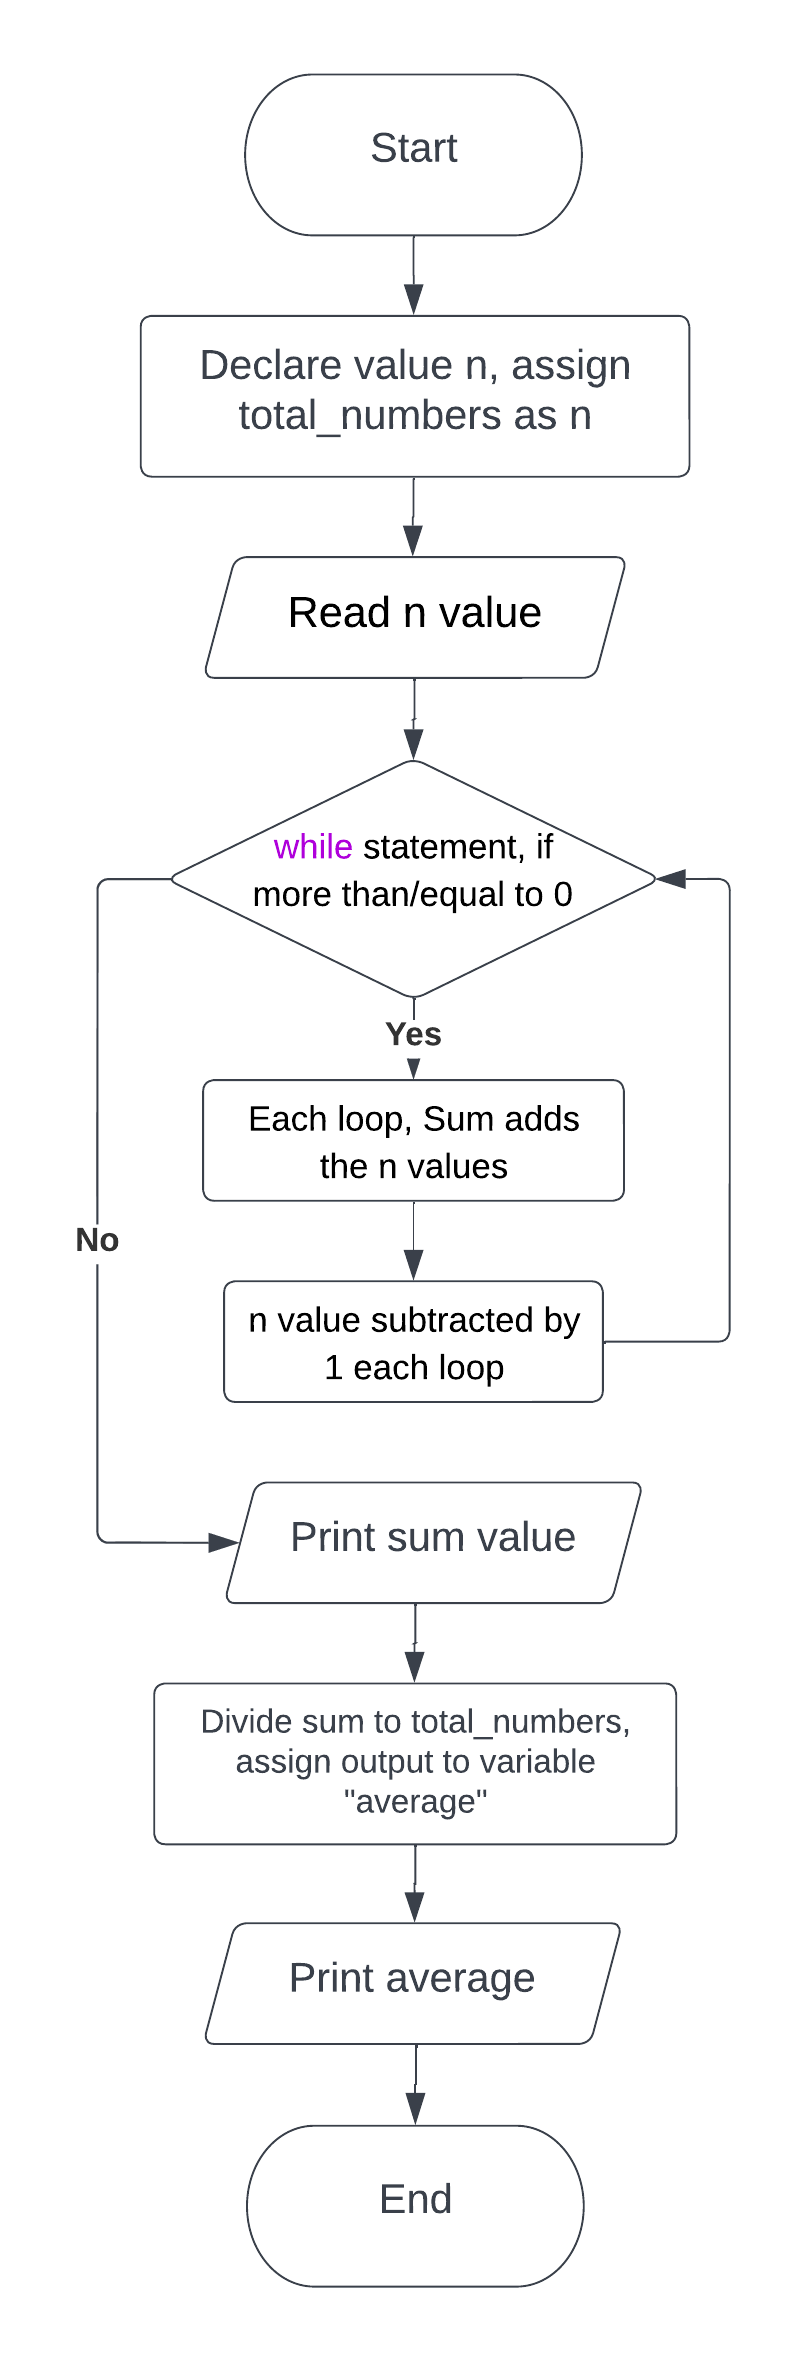 Start
Declare value n, assign
total_numbers as n
Read n value
while statement, if
more than/equal to 0
Yes
Each loop, Sum adds
the n values
No
n value subtracted by
1 each loop
Print sum value
Divide sum to total_numbers,
assign output to variable
"average"
Print average
End